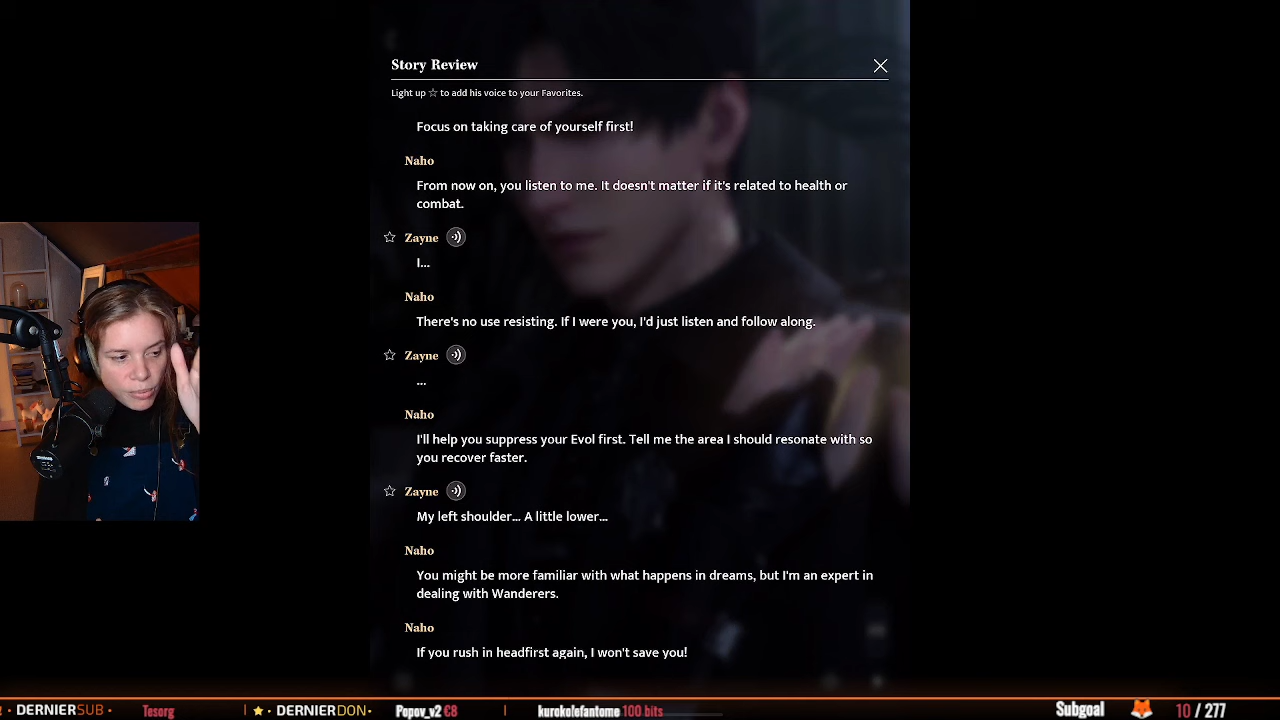 Story Review
Light up ☆ to add his voice to your Favorites.
Focus on taking care of yourself first!
Naho
From now on, you listen to me. It doesn't matter if it's related to health or
combat.
Zayne
I...
Naho
There's no use resisting. If I were you, I'd just listen and follow along.
Zayne
...
Naho
I'll help you suppress your Evol first. Tell me the area I should resonate with so
you recover faster.
Zayne
My left shoulder... A little lower...
Naho
You might be more familiar with what happens in dreams, but I'm an expert in
dealing with Wanderers.
Naho
If you rush in headfirst again, I won't save you!
• DERNIERSUB • Tesorg | ★ • DERNIERDON • Popov_v2 €8 | kurokolefantome 100 bits Subgoal 10 / 277